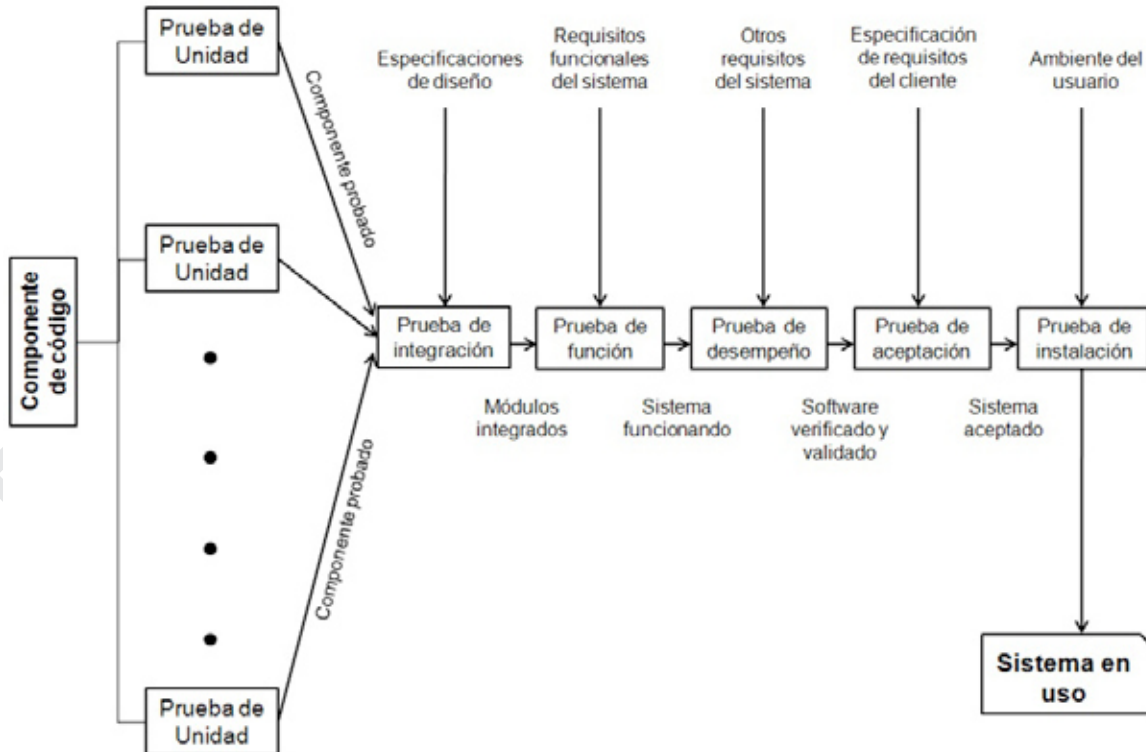 Prueba de
Unidad
Especificaciones
de diseño
Requisitos
funcionales
del sistema
Otros
requisitos
del sistema
Especificación
de requisitos
del cliente
Ambiente del
usuario
Componente probado
Prueba de
Unidad
Componente
de código
Prueba de
integración
Prueba de
función
Prueba de
desempeño
Prueba de
aceptación
Prueba de
instalación
Módulos
integrados
Sistema
funcionando
Software
verificado y
validado
Sistema
aceptado
Componente probado
Sistema en
uso
Prueba de
Unidad